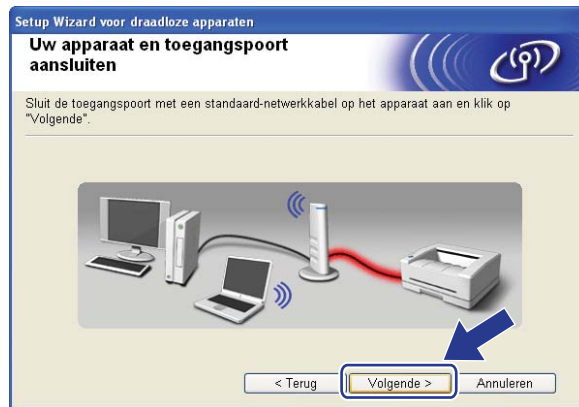 Setup Wizard voor draadloze apparaten
Uw apparaat en toegangspoort
aansluiten
Sluit de toegangspoort met een standaard-netwerkkabel op het apparaat aan en klik op
"Volgende".
< Terug Volgende > Annuleren